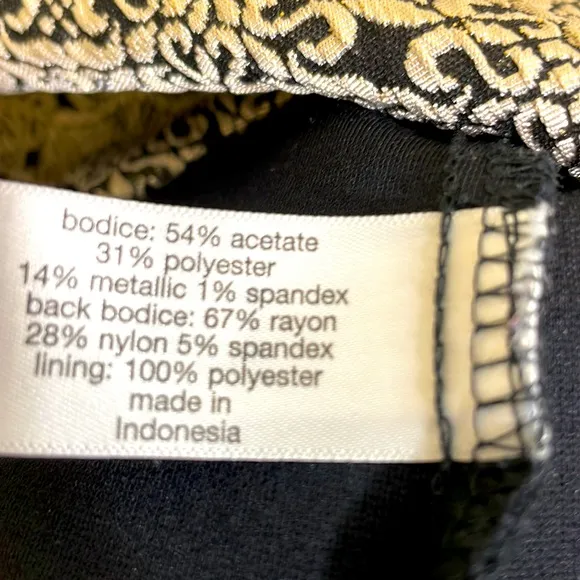 bodice: 54% acetate
31% polyester
14% metallic 1% spandex
back bodice: 67% rayon
28% nylon 5% spandex
lining: 100% polyester
made in
Indonesia